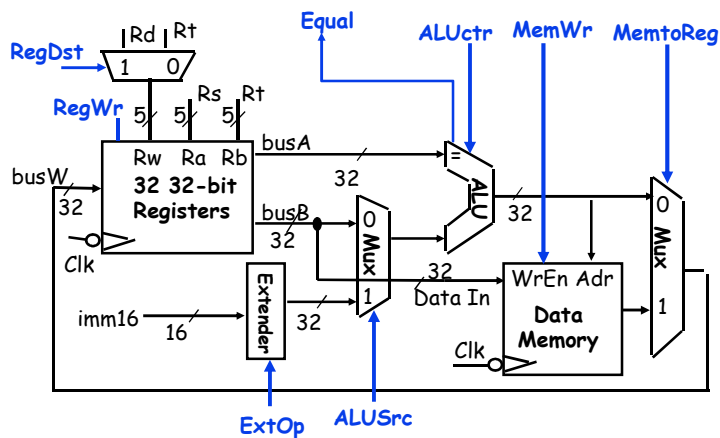 Equal
ALUctr
MemWr
MemtoReg
RegDst
Rd
Rt
1
0
RegWr
5
5
Rs
5
Rt
busA
busW
32
Rw
Ra
Rb
32 32-bit
Registers
32
=
ALU
32
busB
32
0
Mux
1
0
Mux
1
Clk
32
Data In
WrEn
Adr
Data
Memory
Clk
imm16
16
Extender
32
ExtOp
ALUSrc